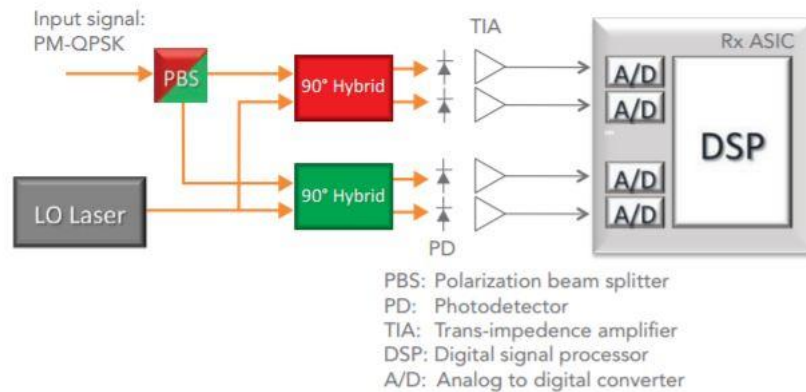 Input signal:
PM-QPSK
TIA
Rx ASIC
PBS
90° Hybrid
A/D
A/D
DSP
90° Hybrid
A/D
A/D
LO Laser
PD
PBS: Polarization beam splitter
PD: Photodetector
TIA: Trans-impedence amplifier
DSP: Digital signal processor
A/D: Analog to digital converter